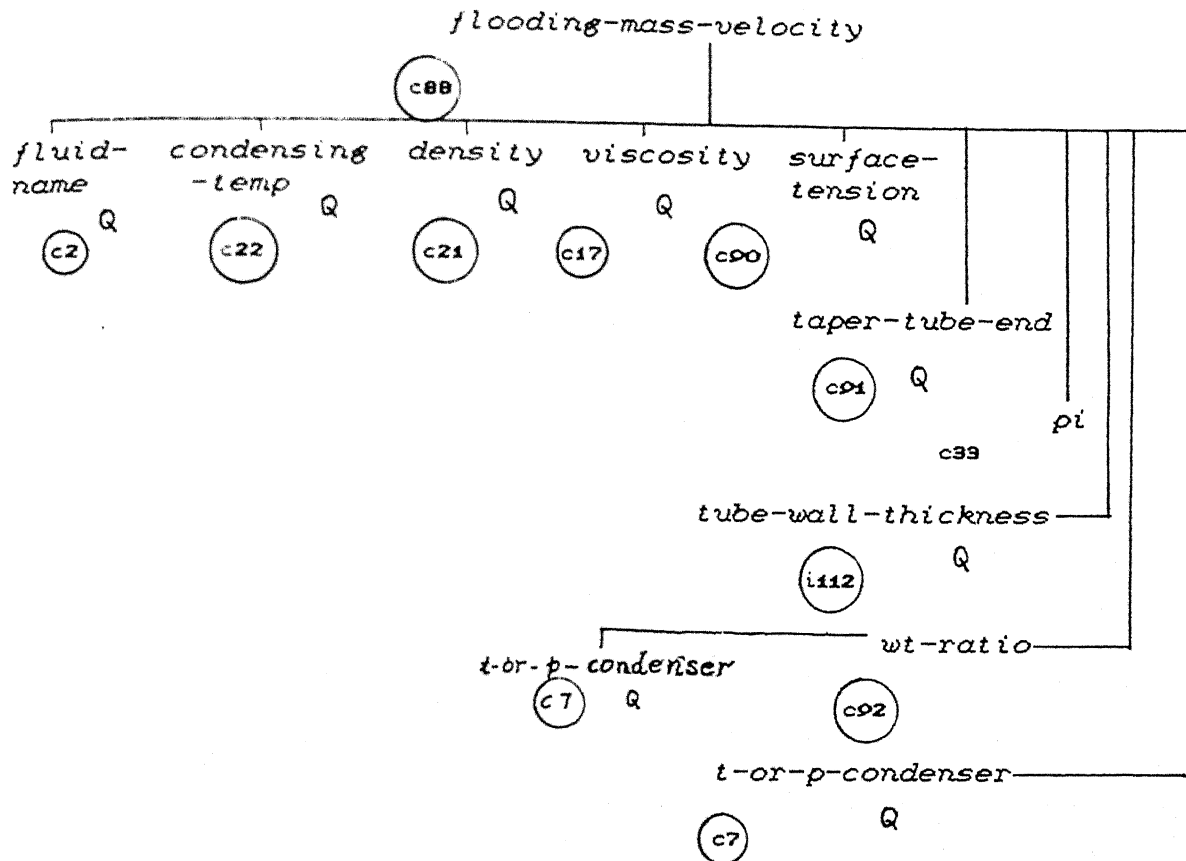 flooding-mass-velocity
c88
fluid-
name
Q
c2
condensing
-temp
Q
c22
density
Q
c21
viscosity
Q
c17
surface-
tension
Q
c90
taper-tube-end
Q
c91
pi
c33
tube-wall-thickness
Q
i112
wt-ratio
c92
t-or-p-condenser
Q
c7
t-or-p-condenser
Q
c7